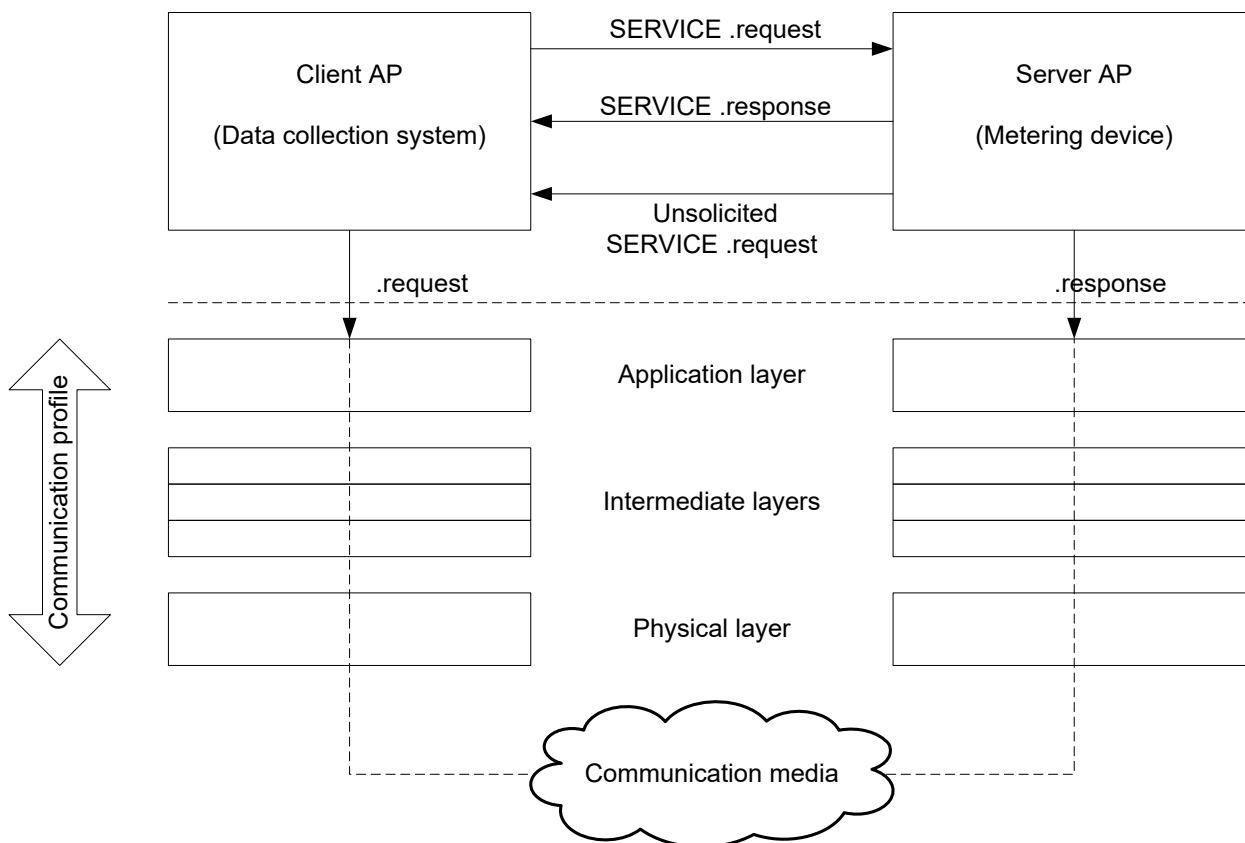 SERVICE .request
Client AP
Server AP
SERVICE .response
(Data collection system)
(Metering device)
Unsolicited
SERVICE .request
.request
.response
Communication profile
Application layer
Intermediate layers
Physical layer
Communication media